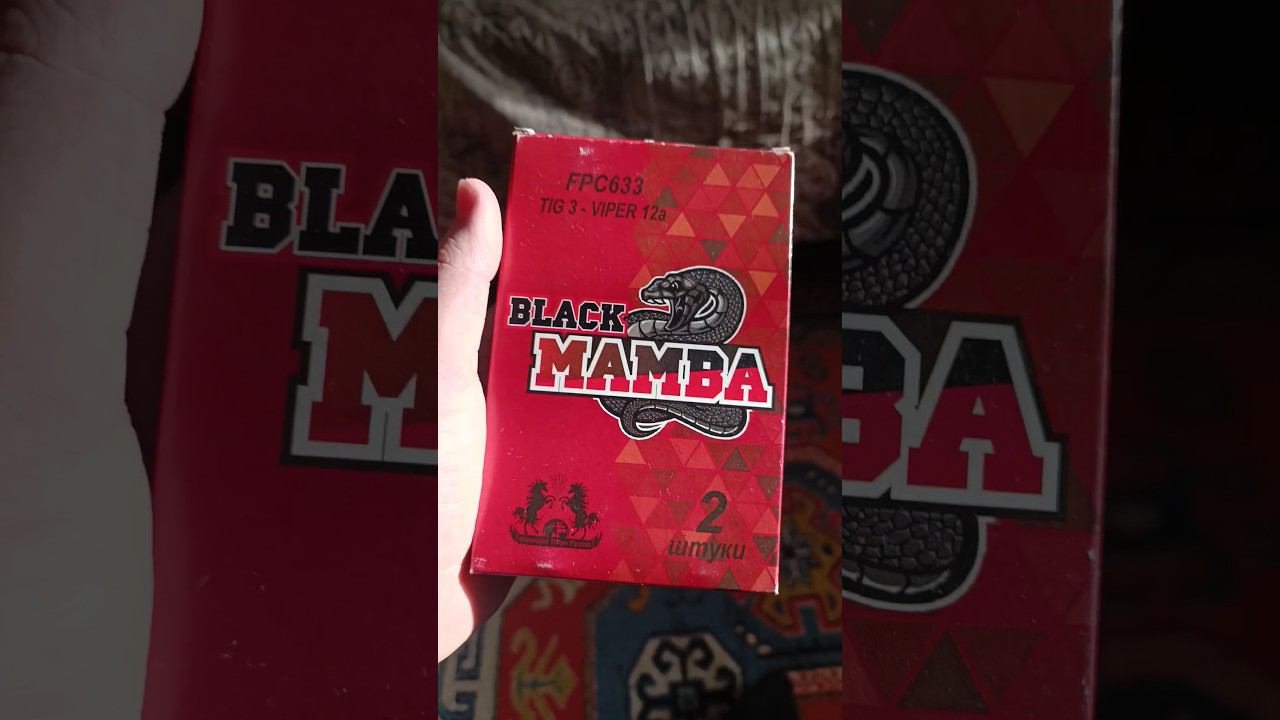 FPC633
TIG 3 - VIPER 12a
BLACK
MAMBA
2
штуки